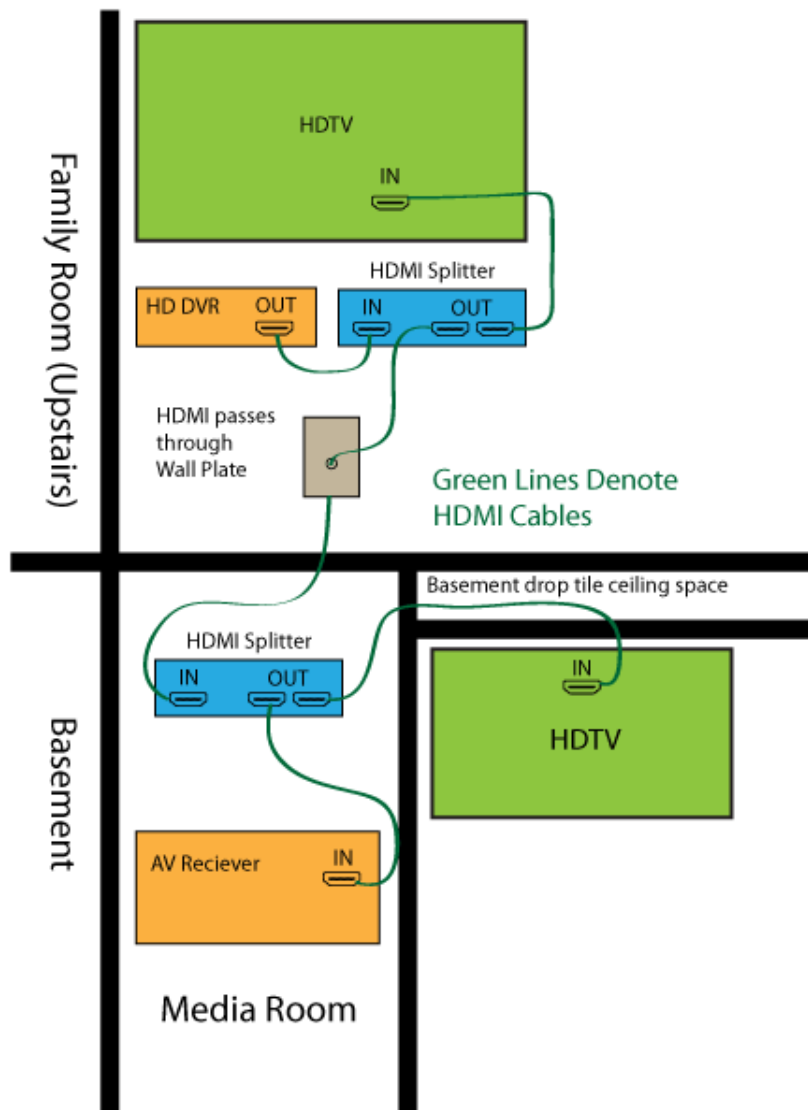 HDTV
IN
HDMI Splitter
HD DVR
OUT
IN
OUT
HDMI passes
through
Wall Plate
Green Lines Denote
HDMI Cables
Family Room (Upstairs)
Basement drop tile ceiling space
HDMI Splitter
IN
OUT
IN
HDTV
Basement
AV Reciever
IN
Media Room